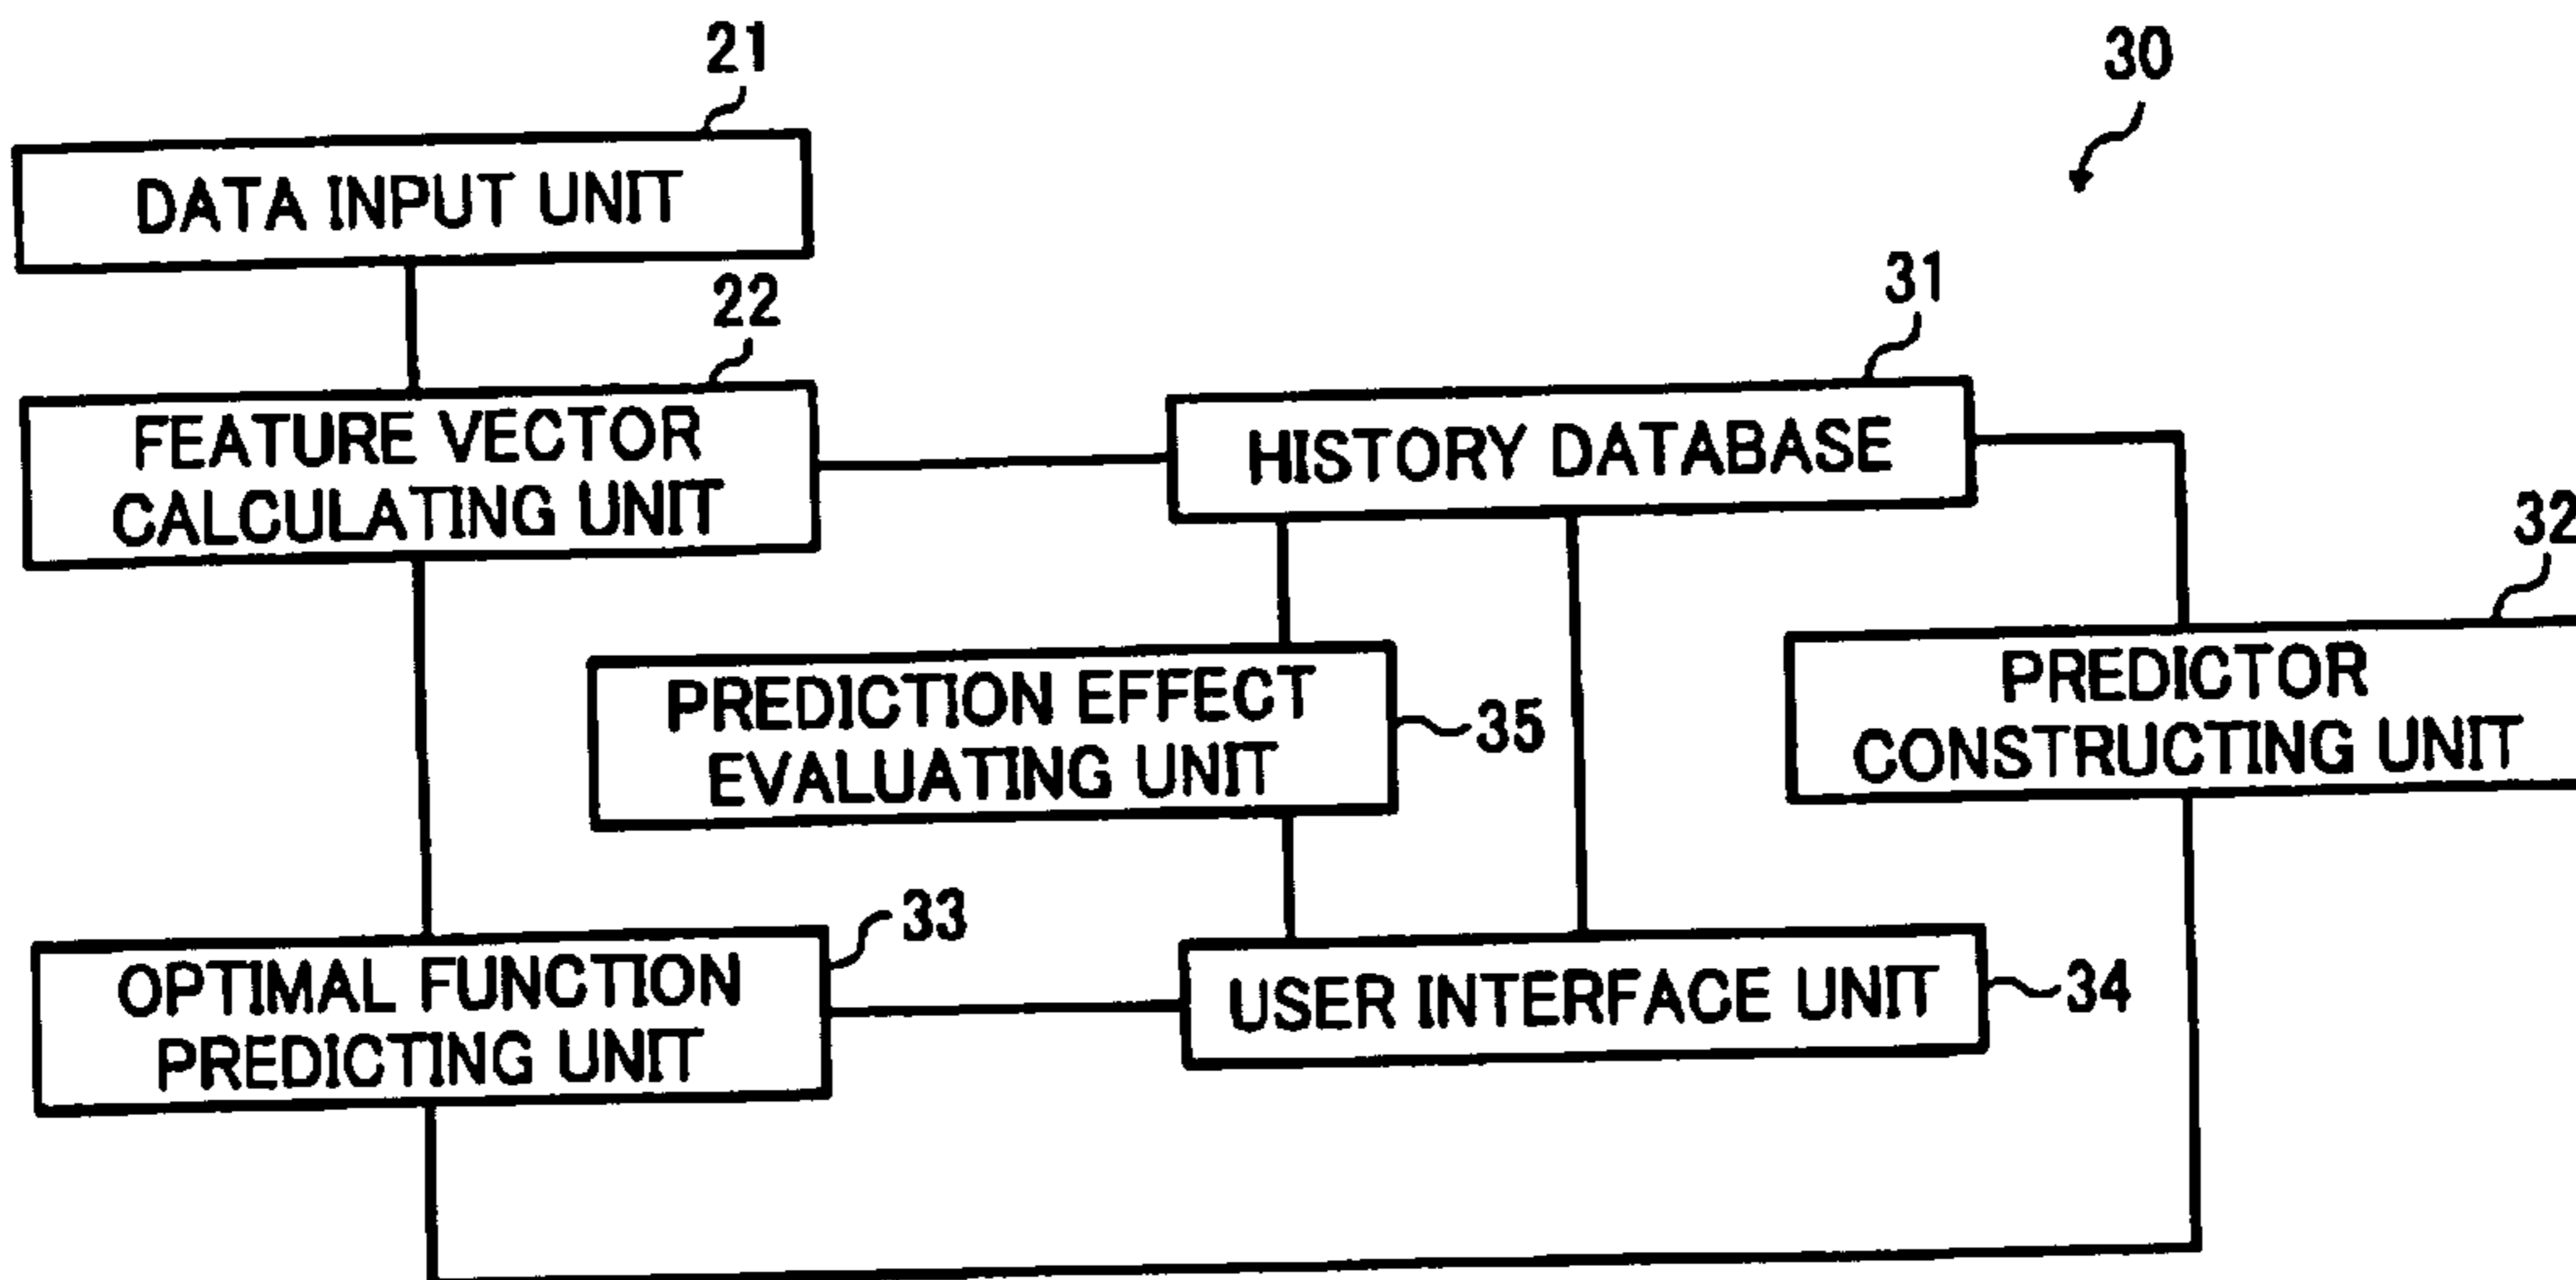 21
30
DATA INPUT UNIT
22
31
FEATURE VECTOR
CALCULATING UNIT
HISTORY DATABASE
32
PREDICTION EFFECT
EVALUATING UNIT
35
PREDICTOR
CONSTRUCTING UNIT
33
OPTIMAL FUNCTION
PREDICTING UNIT
USER INTERFACE UNIT
34